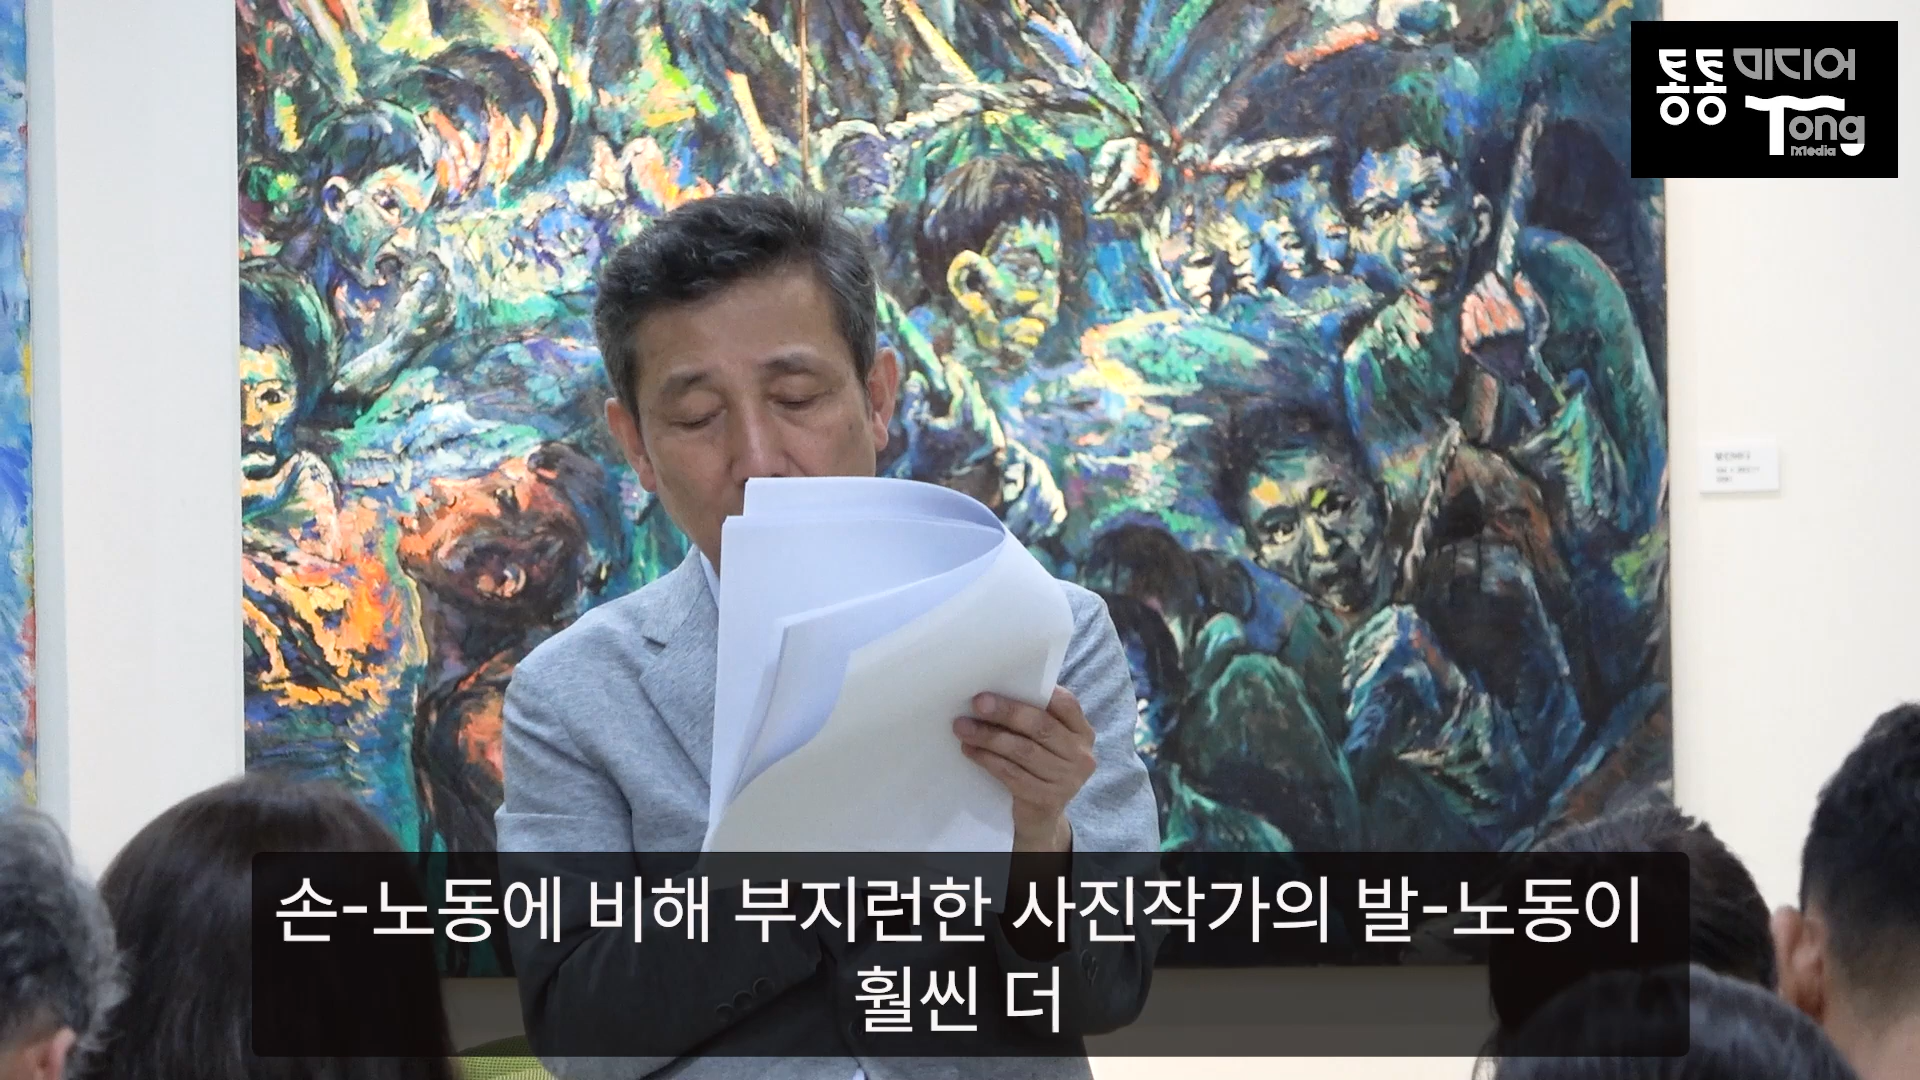 통통 미디어
Tong
Media
손-노동에 비해 부지런한 사진작가의 발-노동이
훨씬 더